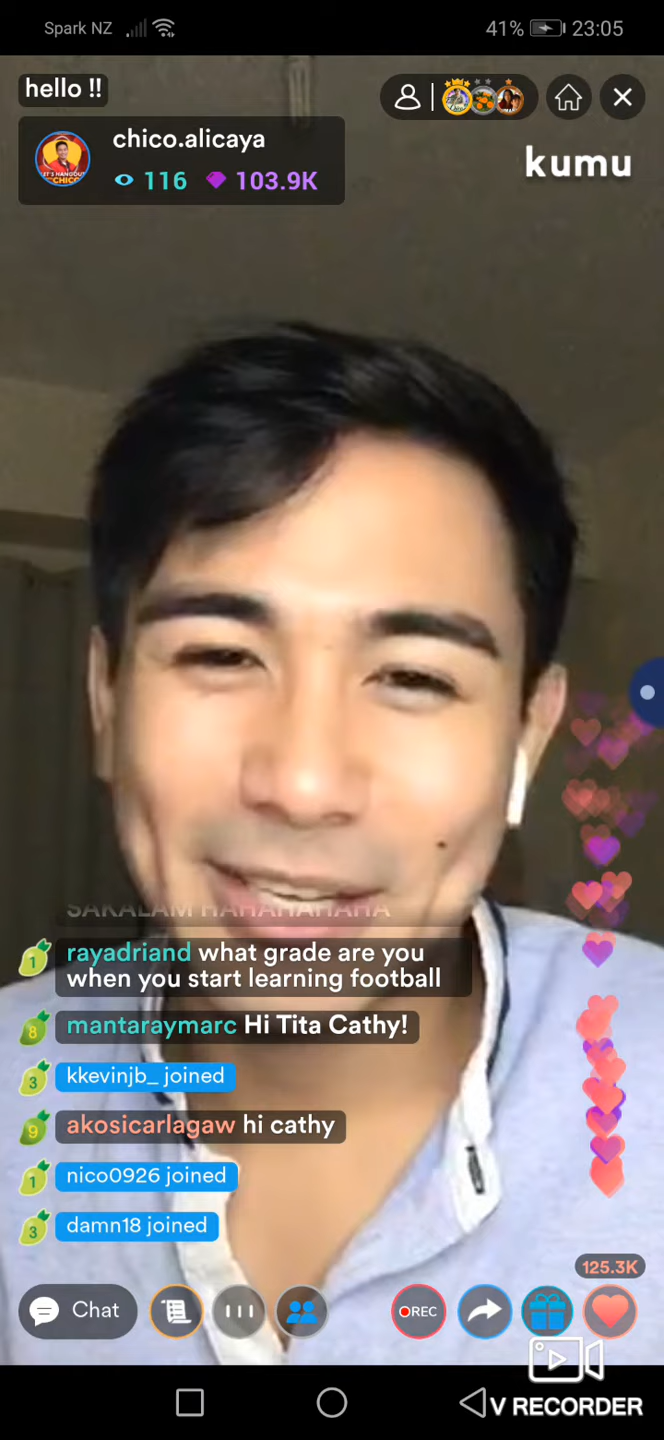 Spark NZ
41% 23:05
hello !!
chico.alicaya
116 103.9K
kumu
SAKALAM HAHAHAHAHA
1 rayadriand what grade are you
when you start learning football
8 mantaraymarc Hi Tita Cathy!
3 kkevinjb_ joined
9 akosicarlagaw hi cathy
1 nico0926 joined
3 damn18 joined
125.3K
Chat
REC
V RECORDER